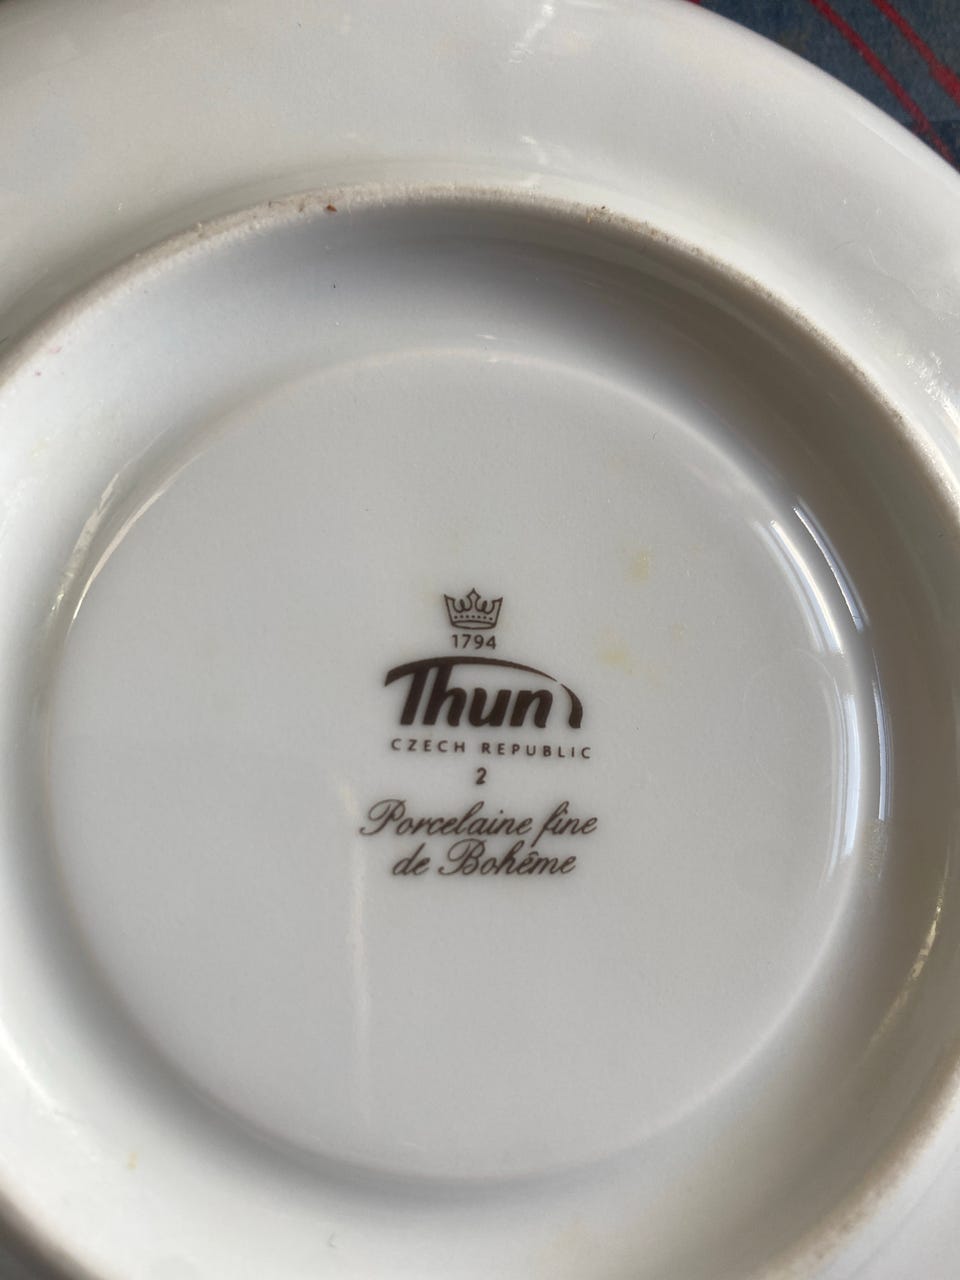 1794
Thun
CZECH REPUBLIC
2
Porcelaine fine
de Bohême